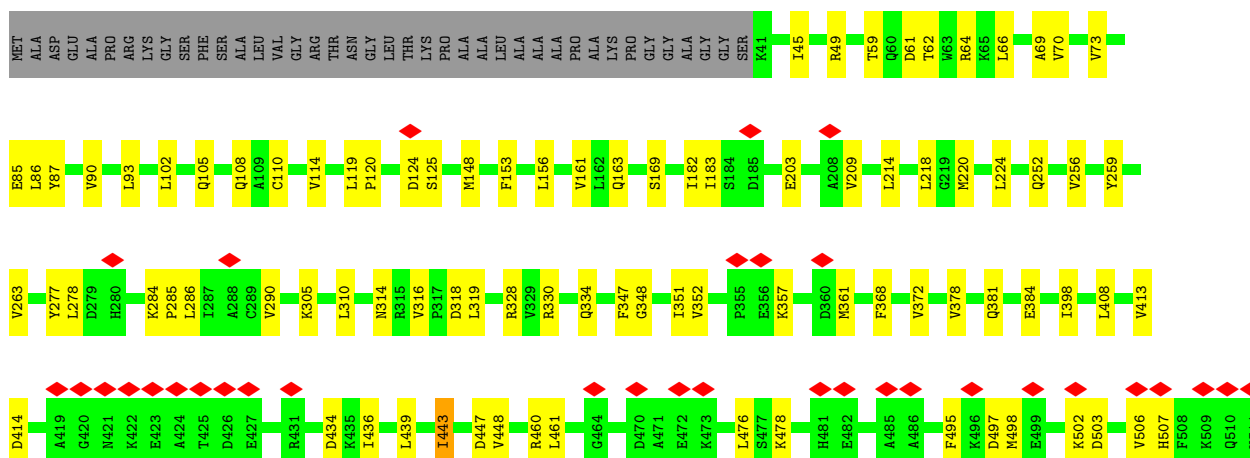 MET ALA ASP GLU ALA PRO ARG LYS GLY SER PHE SER ALA LEU VAL GLY ARG THR ASN GLY LEU THR LYS PRO ALA ALA LEU ALA ALA ALA PRO ALA LYS PRO GLY GLY ALA GLY GLY SER K41 I45 R49 T59 Q60 D61 T62 W63 R64 K65 L66 A69 V70 V73
E85 L86 Y87 V90 L93 L102 Q105 Q108 A109 C110 V114 L119 P120 D124 S125 M148 F153 L156 V161 L162 Q163 S169 I182 I183 S184 D185 E203 A208 V209 L214 L218 G219 M220 L224 Q252 V256 Y259
V263 Y277 L278 D279 H280 K284 P285 L286 I287 A288 C289 V290 K305 L310 N314 R315 V316 P317 D318 L319 R328 V329 R330 Q334 F347 G348 I351 V352 P355 E356 K357 D360 M361 F368 V372 V378 Q381 E384 I398 L408 V413
D414 A419 G420 N421 K422 E423 A424 T425 D426 E427 R431 D434 K435 I436 L439 I443 D447 V448 R460 L461 G464 D470 A471 E472 K473 L476 S477 K478 H481 E482 A485 A486 F495 K496 D497 M498 E499 K502 D503 V506 H507 F508 K509 Q510